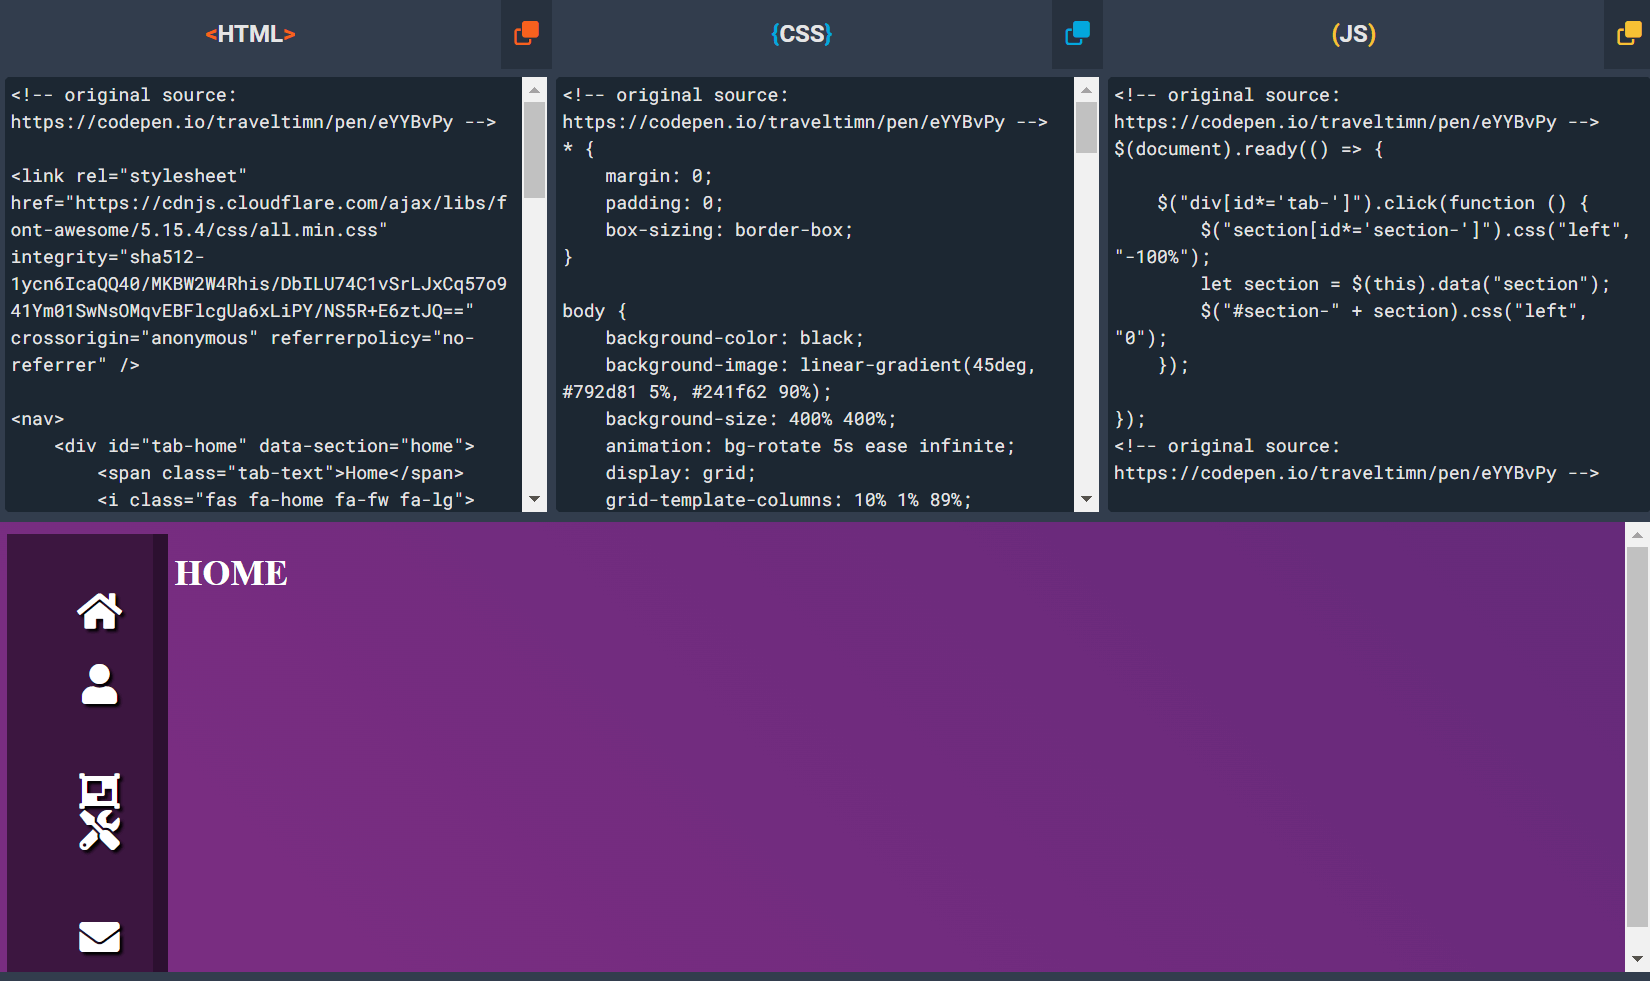 <HTML>
<!-- original source:
https://codepen.io/traveltimn/pen/eYYBvPy -->

<link rel="stylesheet"
href="https://cdnjs.cloudflare.com/ajax/libs/f
ont-awesome/5.15.4/css/all.min.css"
integrity="sha512-
1ycn6IcaQQ40/MKBW2W4Rhis/DbILU74C1vSrLJxCq57o9
41Ym01SwNsOMqvEBFlcgUa6xLiPY/NS5R+E6ztJQ=="
crossorigin="anonymous" referrerpolicy="no-
referrer" />

<nav>
    <div id="tab-home" data-section="home">
        <span class="tab-text">Home</span>
        <i class="fas fa-home fa-fw fa-lg">
{CSS}
<!-- original source:
https://codepen.io/traveltimn/pen/eYYBvPy -->
* {
    margin: 0;
    padding: 0;
    box-sizing: border-box;
}

body {
    background-color: black;
    background-image: linear-gradient(45deg,
#792d81 5%, #241f62 90%);
    background-size: 400% 400%;
    animation: bg-rotate 5s ease infinite;
    display: grid;
    grid-template-columns: 10% 1% 89%;
(JS)
<!-- original source:
https://codepen.io/traveltimn/pen/eYYBvPy -->
$(document).ready(() => {

    $("div[id*='tab-']").click(function () {
        $("section[id*='section-']").css("left",
"-100%");
        let section = $(this).data("section");
        $("#section-" + section).css("left",
"0");
    });

});
<!-- original source:
https://codepen.io/traveltimn/pen/eYYBvPy -->
HOME